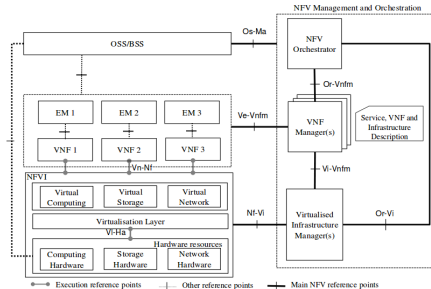 NFV Management and Orchestration
Os-Ma
OSS/BSS
NFV
Orchestrator
Or-Vnfm
EM 1
EM 2
EM 3
Ve-Vnfm
VNF
Manager(s)
Service, VNF and
Infrastructure
Description
VNF 1
VNF 2
VNF 3
Vn-Nf
Vi-Vnfm
NFVI
Virtual
Computing
Virtual
Storage
Virtual
Network
Nf-Vi
Virtualised
Infrastructure
Manager(s)
Or-Vi
Virtualisation Layer
Vl-Ha
Hardware resources
Computing
Hardware
Storage
Hardware
Network
Hardware
Execution reference points
Other reference points
Main NFV reference points